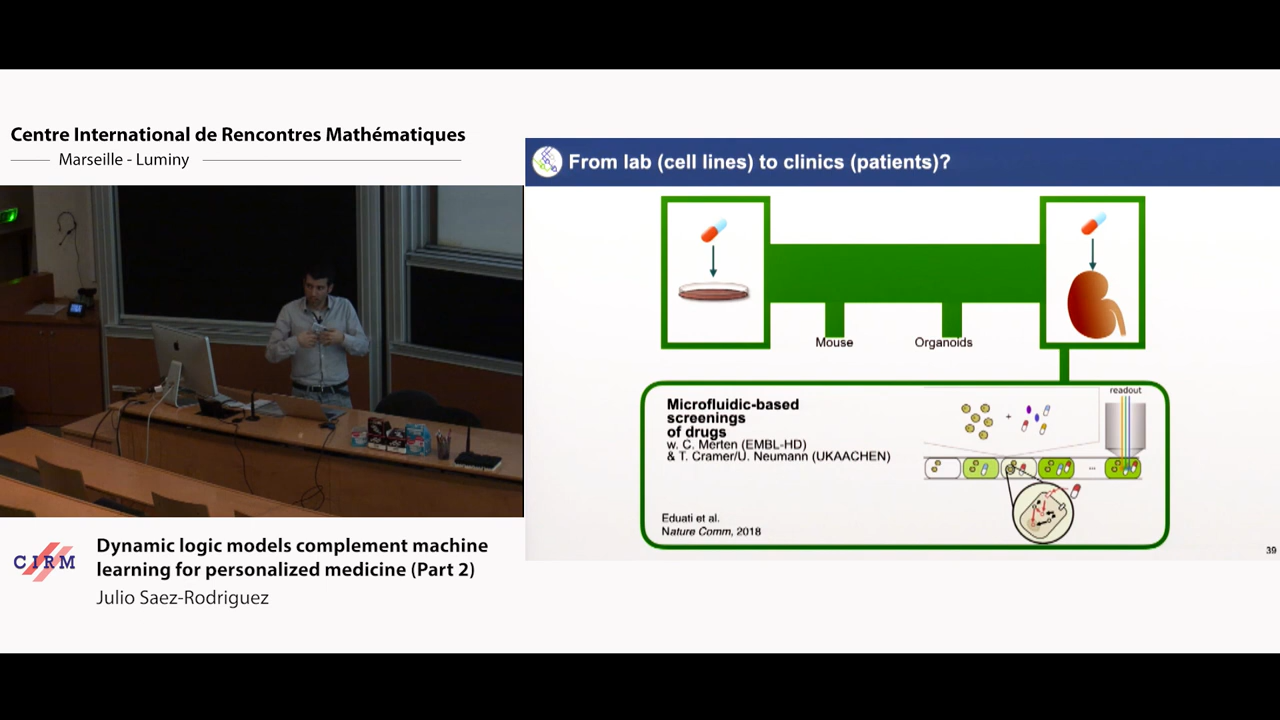 Centre International de Rencontres Mathématiques
Marseille - Luminy
From lab (cell lines) to clinics (patients)?
Mouse
Organoids
Microfluidic-based
screenings
of drugs
w. C. Merten (EMBL-HD)
& T. Cramer/U. Neumann (UKAACHEN)
readout
+
...
Eduati et al.
Nature Comm, 2018
39
CIRM
Dynamic logic models complement machine
learning for personalized medicine (Part 2)
Julio Saez-Rodriguez